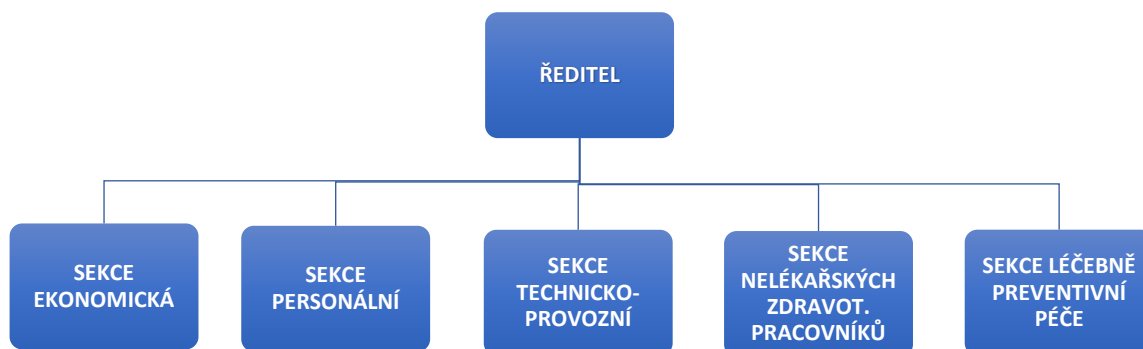 ŘEDITEL
SEKCE
EKONOMICKÁ
SEKCE
PERSONÁLNÍ
SEKCE
TECHNICKO-
PROVOZNÍ
SEKCE
NELÉKAŘSKÝCH
ZDRAVOT.
PRACOVNÍKŮ
SEKCE LÉČEBNĚ
PREVENTIVNÍ
PÉČE